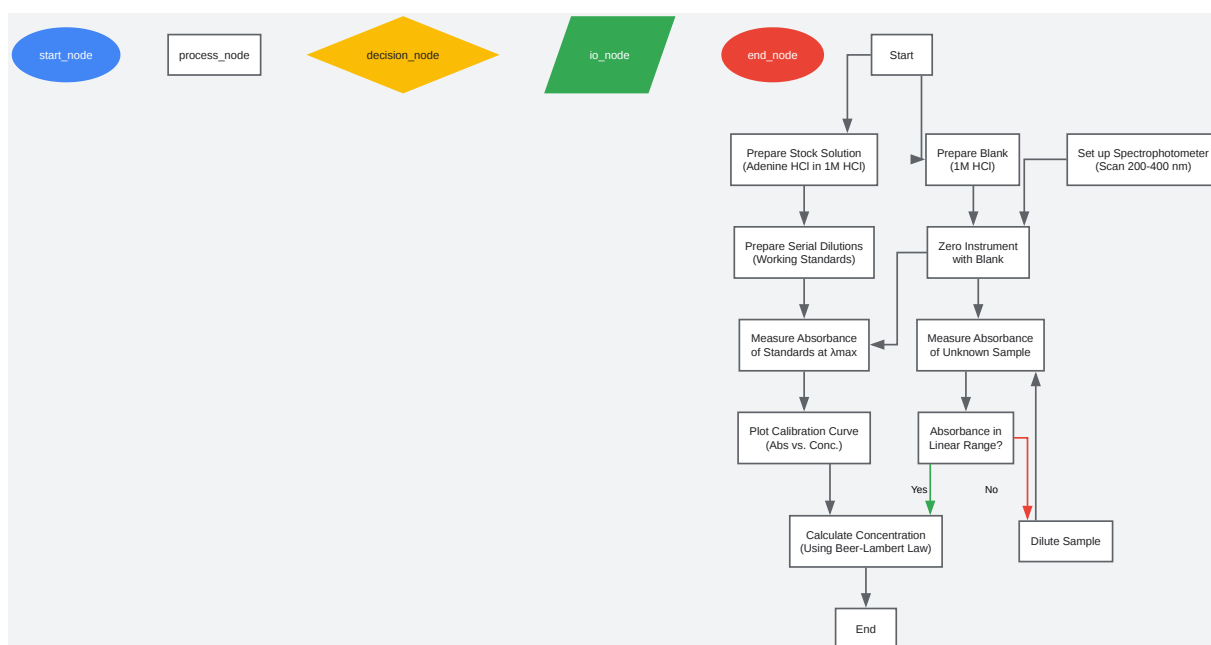 start_node
process_node
decision_node
io_node
end_node
Start
Prepare Stock Solution
(Adenine HCl in 1M HCl)
Prepare Blank
(1M HCl)
Set up Spectrophotometer
(Scan 200-400 nm)
Prepare Serial Dilutions
(Working Standards)
Zero Instrument
with Blank
Measure Absorbance
of Standards at λmax
Measure Absorbance
of Unknown Sample
Plot Calibration Curve
(Abs vs. Conc.)
Absorbance in
Linear Range?
Yes
No
Calculate Concentration
(Using Beer-Lambert Law)
Dilute Sample
End